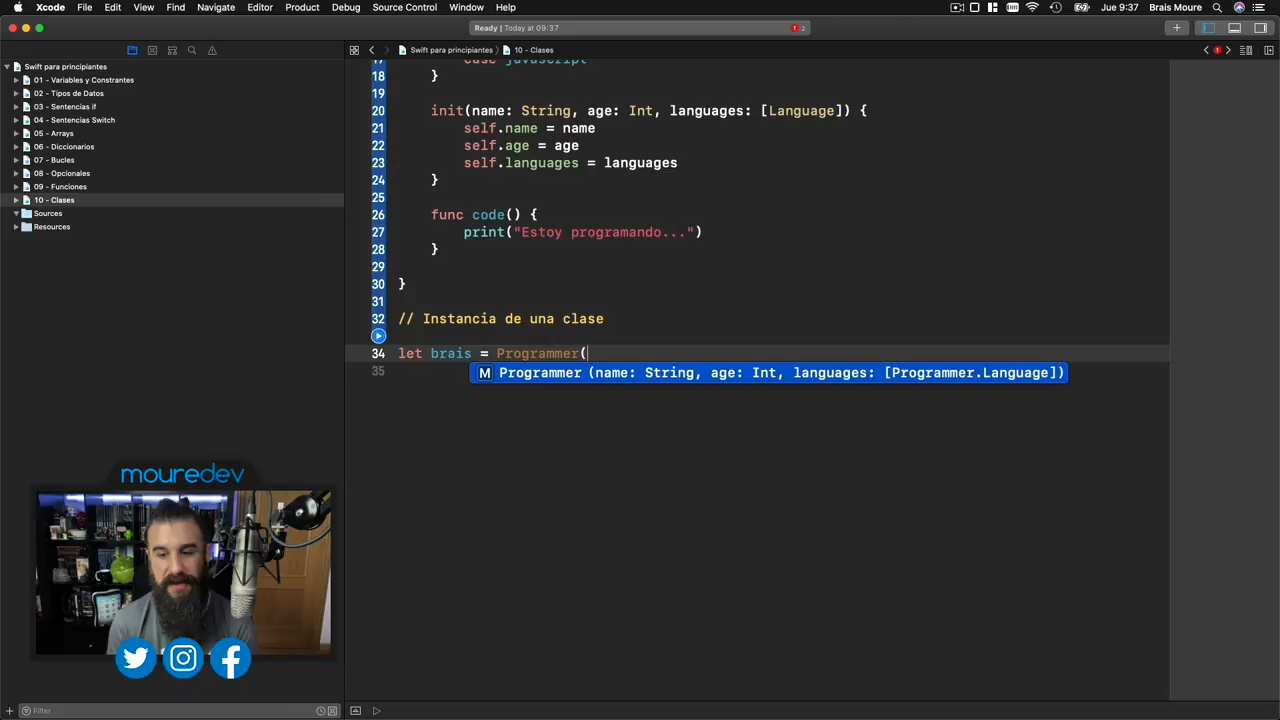 Xcode File Edit View Find Navigate Editor Product Debug Source Control Window Help
Jue 9:37 Brais Moure
Ready | Today at 09:37
2
Swift para principiantes
10 - Clases
Swift para principiantes
01 - Variables y Constrantes
02 - Tipos de Datos
03 - Sentencias if
04 - Sentencias Switch
05 - Arrays
06 - Diccionarios
07 - Bucles
08 - Opcionales
09 - Funciones
10 - Clases
Sources
Resources
17 case javascript
18 }
19
20 init(name: String, age: Int, languages: [Language]) {
21 self.name = name
22 self.age = age
23 self.languages = languages
24 }
25
26 func code() {
27 print("Estoy programando...")
28 }
29
30 }
31
32 // Instancia de una clase
34 let brais = Programmer(
M Programmer (name: String, age: Int, languages: [Programmer.Language])
35
mouredev
Filter